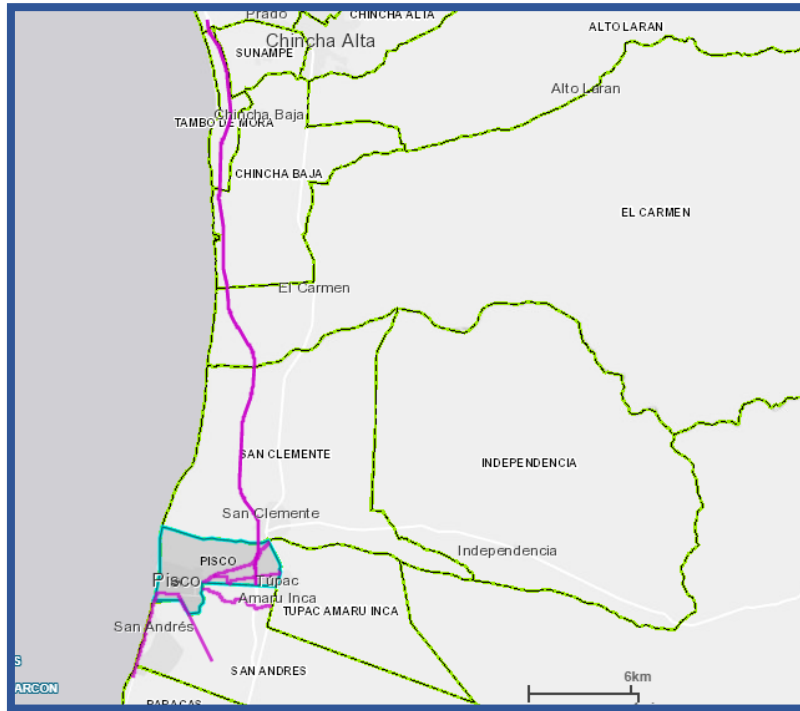 Prado
CHINCHA ALTA
ALTO LARAN
Chincha Alta
SUNAMPE
Alto Laran
Chincha Baja
TAMBO DE MORA
CHINCHA BAJA
EL CARMEN
El Carmen
SAN CLEMENTE
INDEPENDENCIA
San Clemente
Independencia
PISCO
Pisco
Túpac
Amaru Inca
TUPAC AMARU INCA
San Andrés
SAN ANDRES
S
ARCON
6km
PARACAS